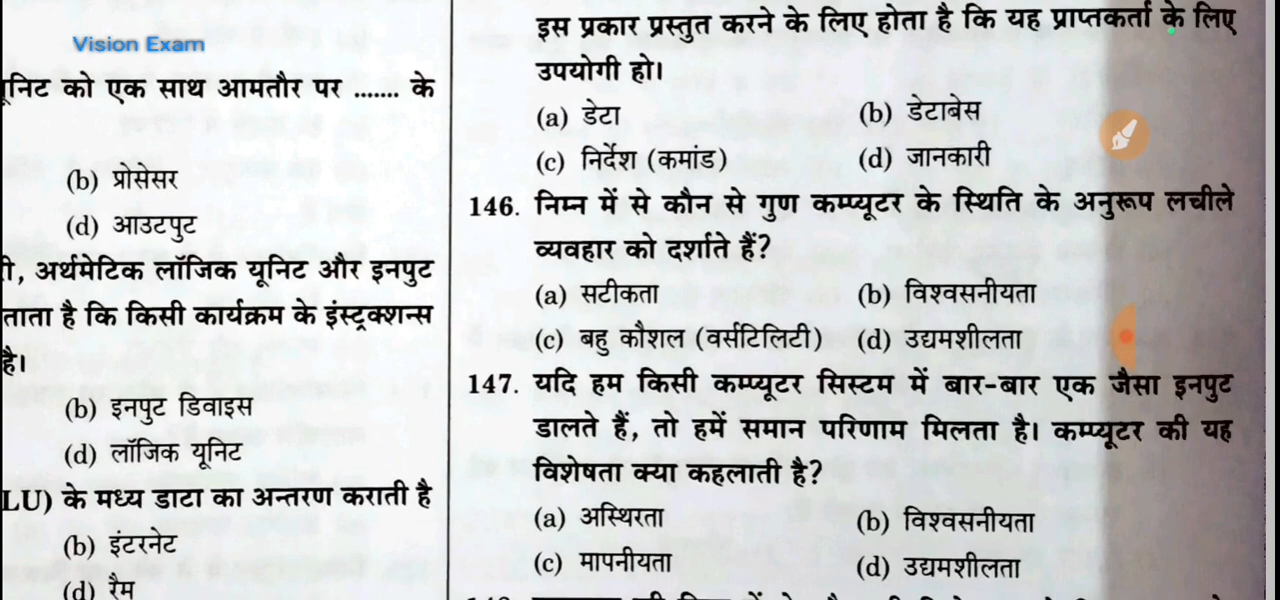 Vision Exam
यूनिट को एक साथ आमतौर पर ....... के
(b) प्रोसेसर
(d) आउटपुट
अर्थमेटिक लॉजिक यूनिट और इनपुट
है कि किसी कार्यक्रम के इंस्ट्रक्शन्स
है।
(b) इनपुट डिवाइस
(d) लॉजिक यूनिट
LU) के मध्य डाटा का अन्तरण कराती है
(b) इंटरनेट
(d) रैम
इस प्रकार प्रस्तुत करने के लिए होता है कि यह प्राप्तकर्ता के लिए
उपयोगी हो।
(a) डेटा (b) डेटाबेस
(c) निर्देश (कमांड) (d) जानकारी
146. निम्न में से कौन से गुण कम्प्यूटर के स्थिति के अनुरूप लचीले
व्यवहार को दर्शाते हैं?
(a) सटीकता (b) विश्वसनीयता
(c) बहु कौशल (वर्सटिलिटी) (d) उद्यमशीलता
147. यदि हम किसी कम्प्यूटर सिस्टम में बार-बार एक जैसा इनपुट
डालते हैं, तो हमें समान परिणाम मिलता है। कम्प्यूटर की यह
विशेषता क्या कहलाती है?
(a) अस्थिरता (b) विश्वसनीयता
(c) मापनीयता (d) उद्यमशीलता